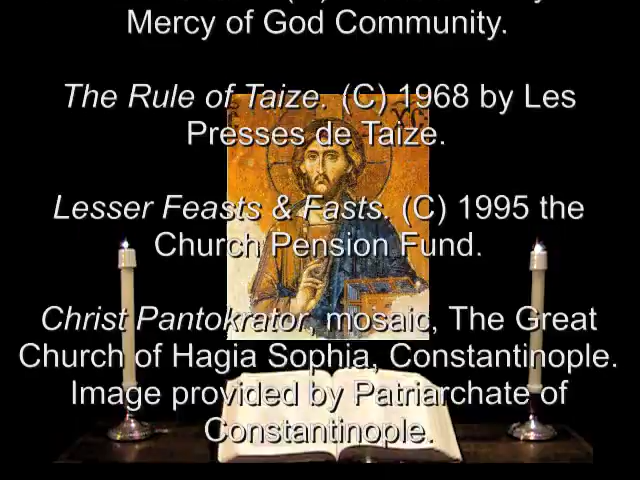 Mercy of God Community.
The Rule of Taize. (C) 1968 by Les
Presses de Taize.
Lesser Feasts & Fasts. (C) 1995 the
Church Pension Fund.
Christ Pantokrator, mosaic, The Great
Church of Hagia Sophia, Constantinople.
Image provided by Patriarchate of
Constantinople.